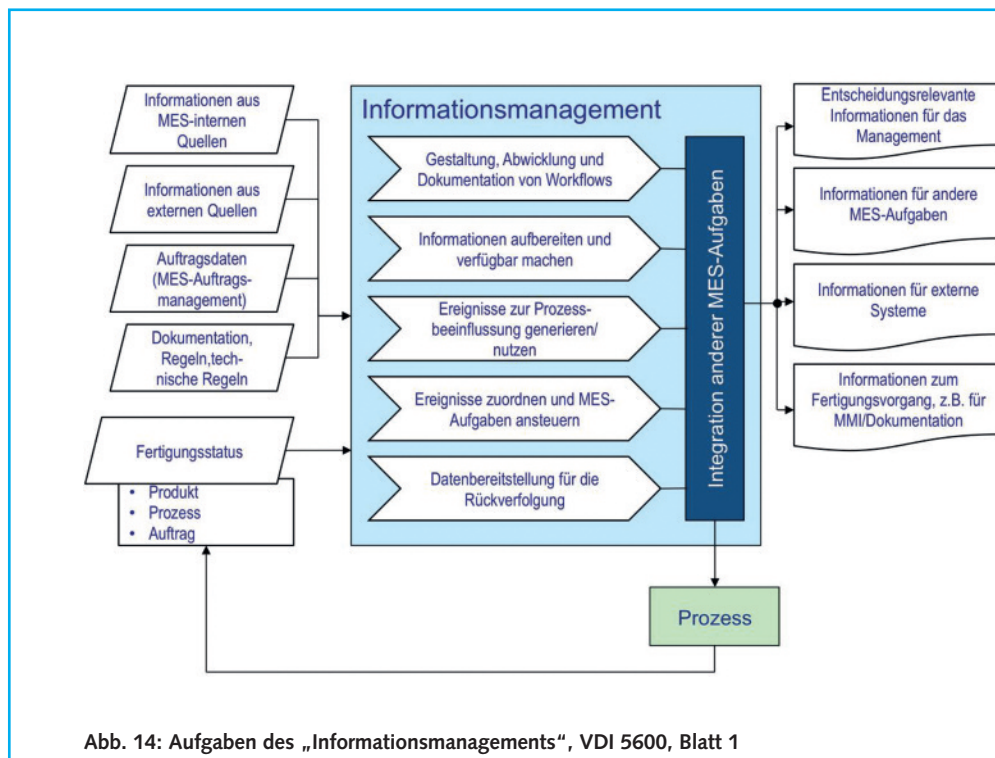 Informationen aus
MES-internen
Quellen
Informationen aus
externen Quellen
Auftragsdaten
(MES-Auftrags-
management)
Dokumentation,
Regeln,tech-
nische Regeln
Fertigungsstatus
• Produkt
• Prozess
• Auftrag
Informationsmanagement
Gestaltung, Abwicklung und
Dokumentation von Workflows
Informationen aufbereiten und
verfügbar machen
Ereignisse zur Prozess-
beeinflussung generieren/
nutzen
Ereignisse zuordnen und MES-
Aufgaben ansteuern
Datenbereitstellung für die
Rückverfolgung
Integration anderer MES-Aufgaben
Entscheidungsrelevante
Informationen für das
Management
Informationen für andere
MES-Aufgaben
Informationen für externe
Systeme
Informationen zum
Fertigungsvorgang, z.B. für
MMI/Dokumentation
Prozess
Abb. 14: Aufgaben des „Informationsmanagements“, VDI 5600, Blatt 1